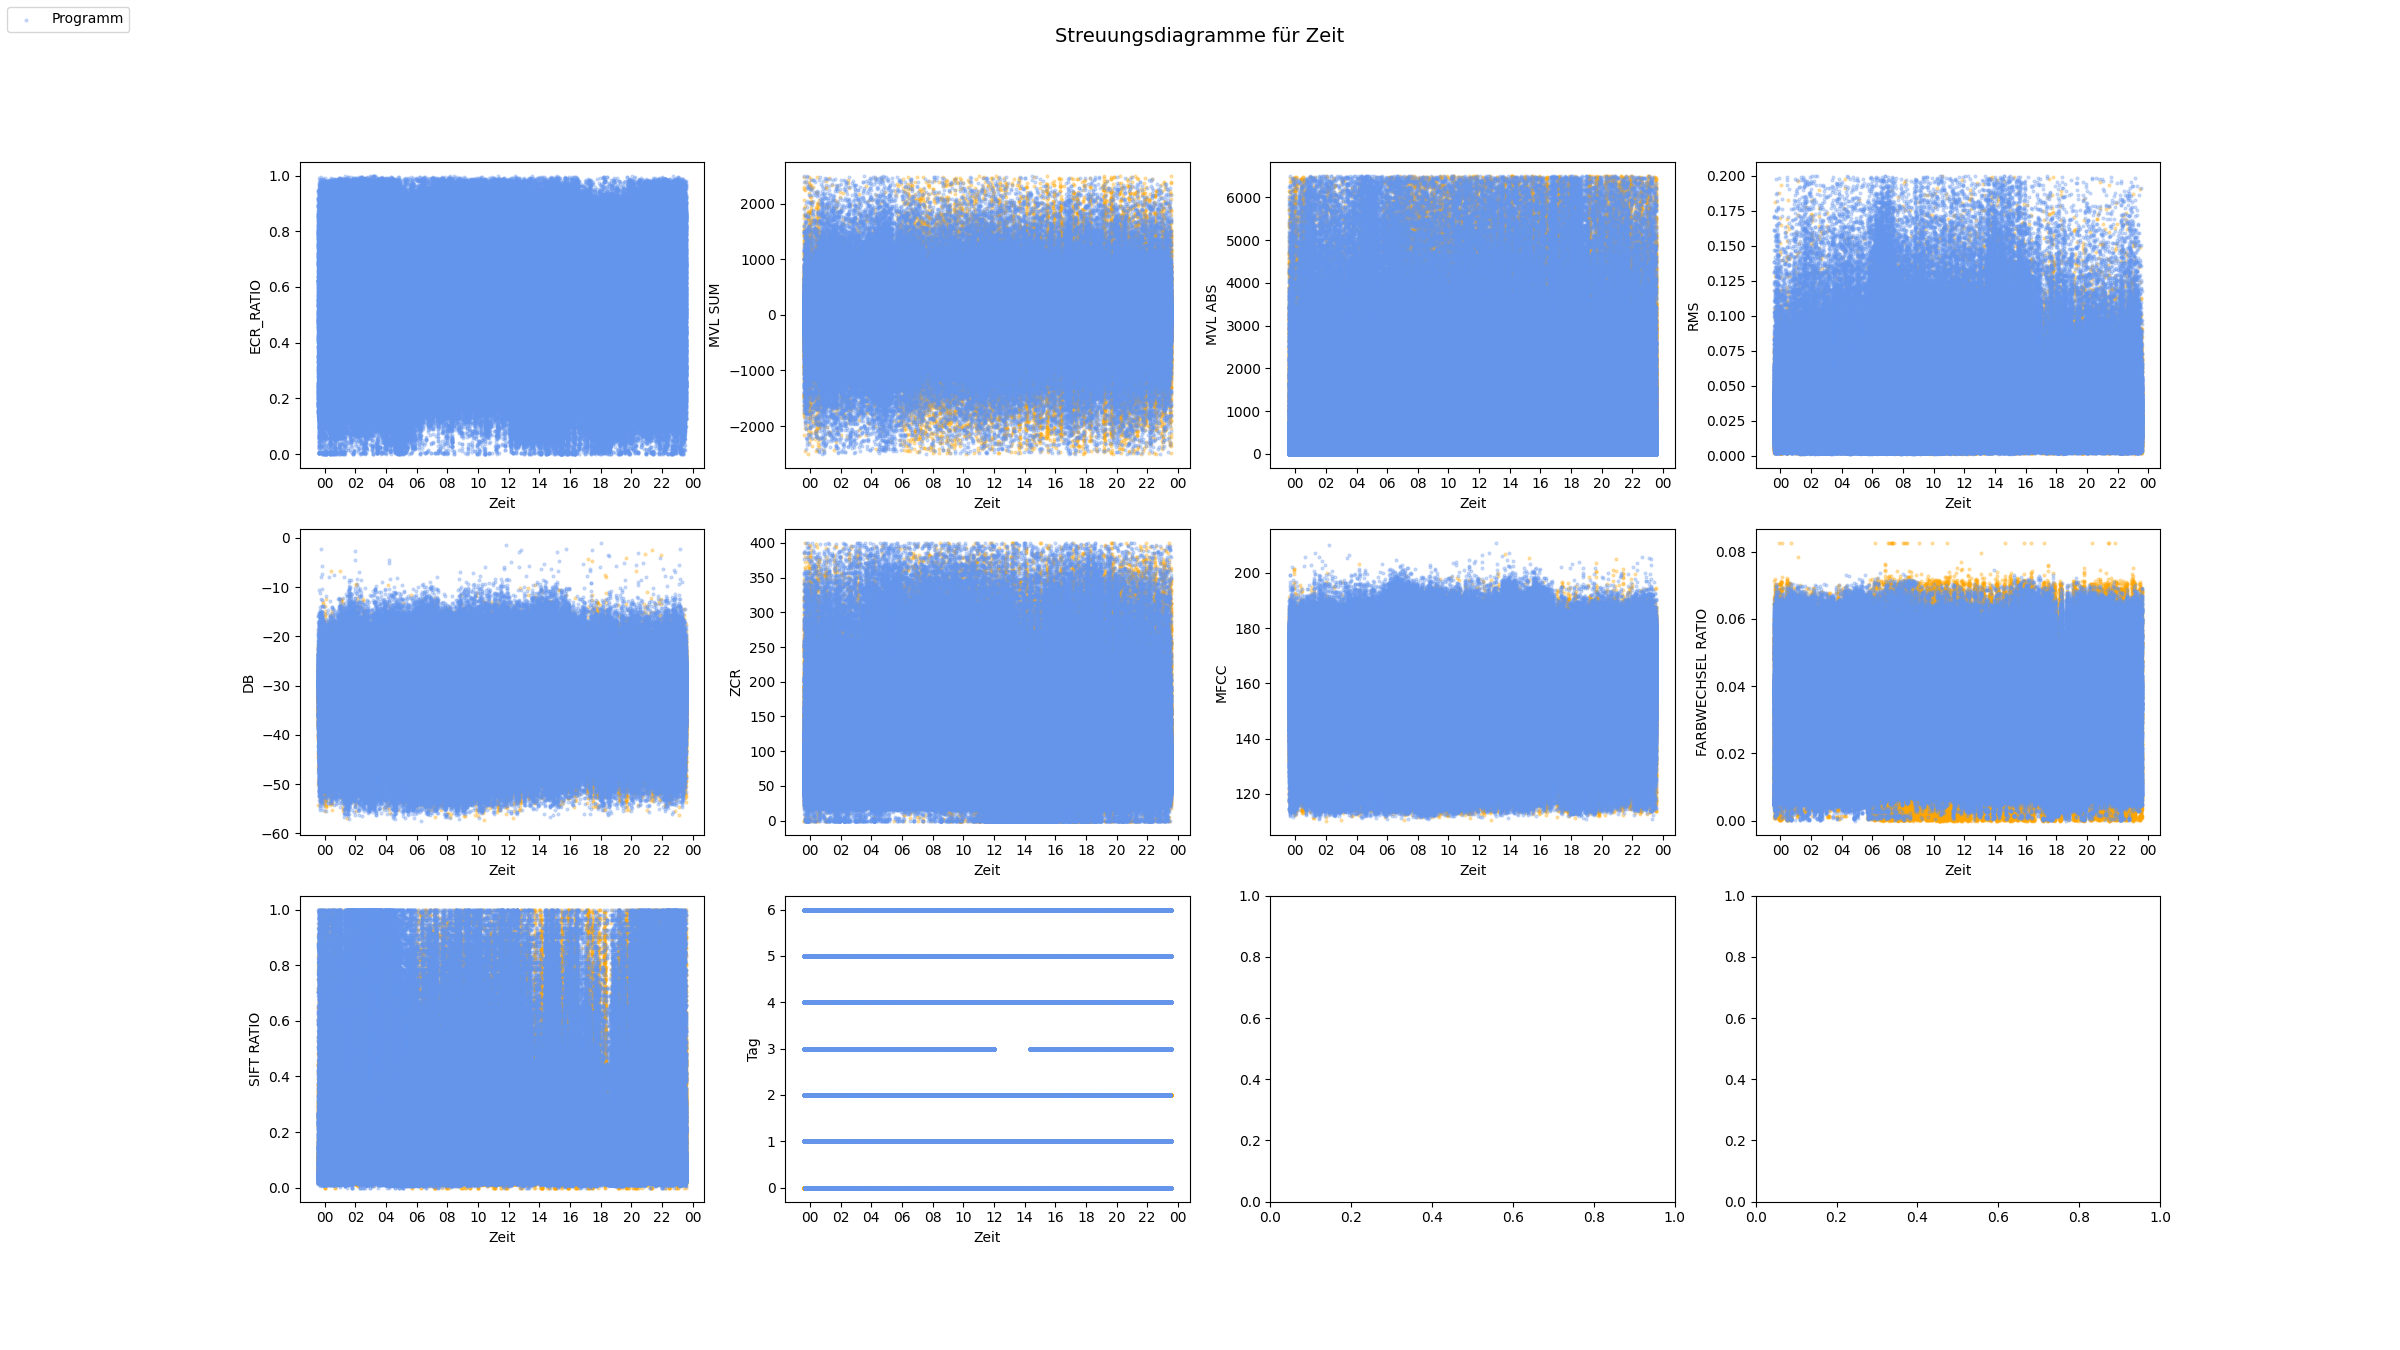 Programm
Streuungsdiagramme für Zeit
ECR_RATIO
1.0
0.8
0.6
0.4
0.2
0.0
00 02 04 06 08 10 12 14 16 18 20 22 00
Zeit
MVL SUM
2000
1000
0
−1000
−2000
00 02 04 06 08 10 12 14 16 18 20 22 00
Zeit
MVL ABS
6000
5000
4000
3000
2000
1000
0
00 02 04 06 08 10 12 14 16 18 20 22 00
Zeit
RMS
0.200
0.175
0.150
0.125
0.100
0.075
0.050
0.025
0.000
00 02 04 06 08 10 12 14 16 18 20 22 00
Zeit
DB
0
−10
−20
−30
−40
−50
−60
00 02 04 06 08 10 12 14 16 18 20 22 00
Zeit
ZCR
400
350
300
250
200
150
100
50
0
00 02 04 06 08 10 12 14 16 18 20 22 00
Zeit
MFCC
200
180
160
140
120
00 02 04 06 08 10 12 14 16 18 20 22 00
Zeit
FARBWECHSEL RATIO
0.08
0.06
0.04
0.02
0.00
00 02 04 06 08 10 12 14 16 18 20 22 00
Zeit
SIFT RATIO
1.0
0.8
0.6
0.4
0.2
0.0
00 02 04 06 08 10 12 14 16 18 20 22 00
Zeit
Tag
6
5
4
3
2
1
0
00 02 04 06 08 10 12 14 16 18 20 22 00
Zeit
1.0
0.8
0.6
0.4
0.2
0.0
0.0 0.2 0.4 0.6 0.8 1.0
1.0
0.8
0.6
0.4
0.2
0.0
0.0 0.2 0.4 0.6 0.8 1.0